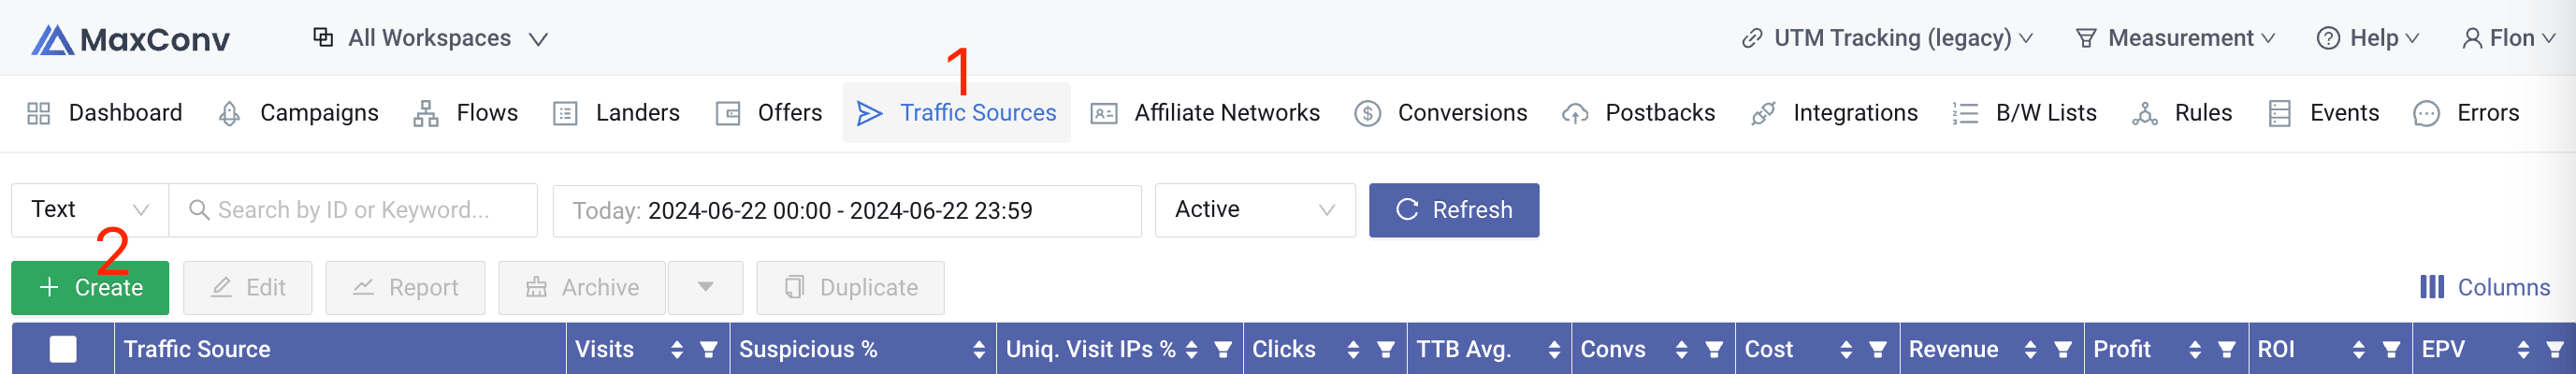 MaxConv All Workspaces UTM Tracking (legacy) Measurement Help Flon
1
Dashboard Campaigns Flows Landers Offers Traffic Sources Affiliate Networks Conversions Postbacks Integrations B/W Lists Rules Events Errors
Text Search by ID or Keyword... Today: 2024-06-22 00:00 - 2024-06-22 23:59 Active Refresh
2
+ Create Edit Report Archive Duplicate Columns
Traffic Source Visits Suspicious % Uniq. Visit IPs % Clicks TTB Avg. Convs Cost Revenue Profit ROI EPV